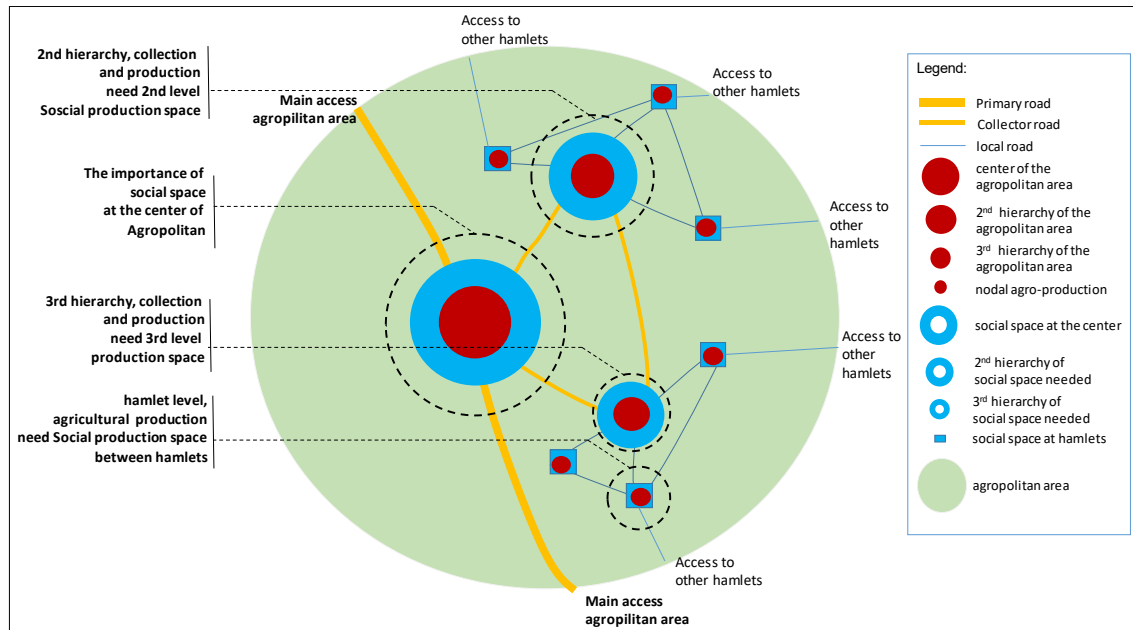 2nd hierarchy, collection
and production
need 2nd level
Soscial production space
The importance of
social space
at the center of
Agropolitan
3rd hierarchy, collection
and production
need 3rd level
production space
hamlet level,
agricultural production
need Social production space
between hamlets
Access to
other hamlets
Main access
agropilitan area
Access to
other hamlets
Access to
other
hamlets
Access to
other
hamlets
Access to
other hamlets
Main access
agropilitan area
Legend:
Primary road
Collector road
local road
center of the
agropolitan area
2nd hierarchy of the
agropolitan area
3rd hierarchy of the
agropolitan area
nodal agro-production
social space at the center
2nd hierarchy of
social space needed
3rd hierarchy of
social space needed
social space at hamlets
agropolitan area